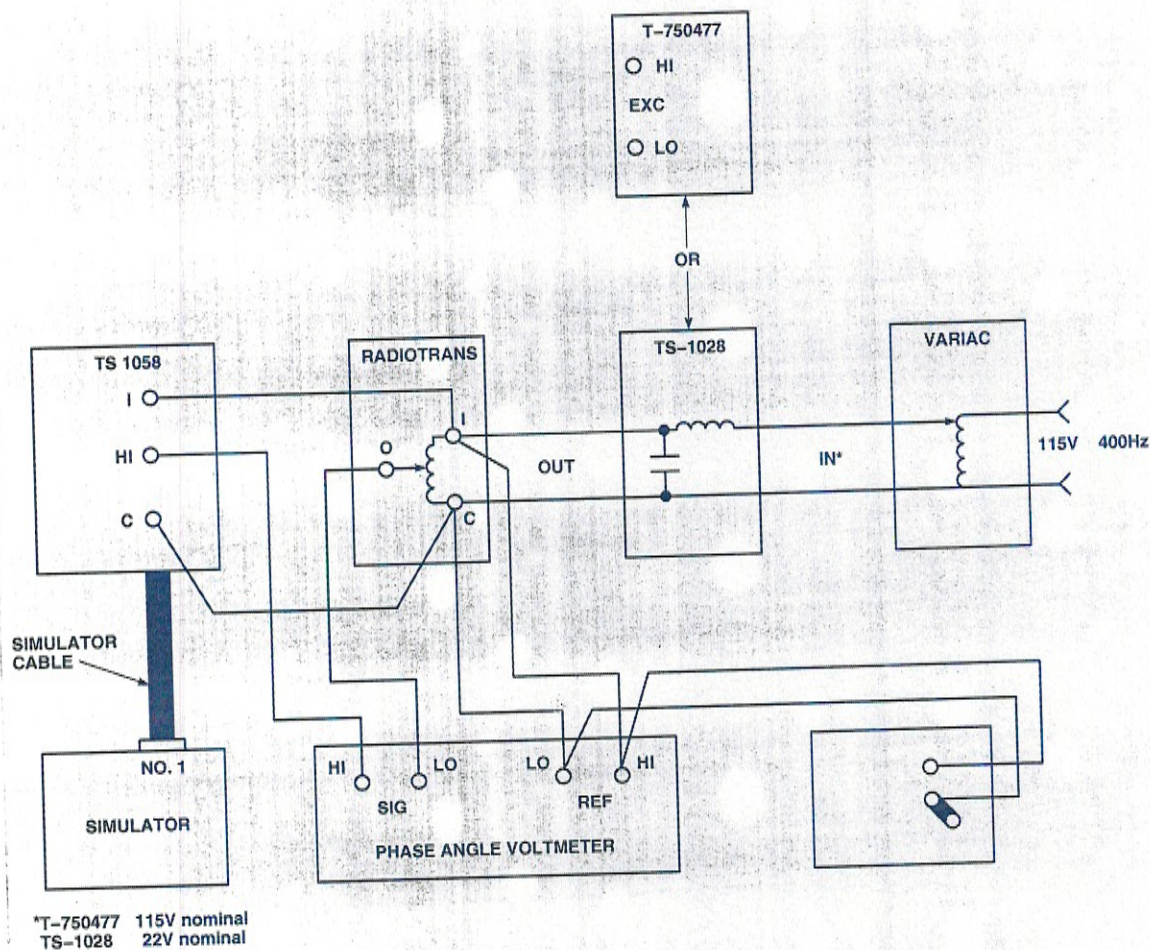 T-750477
HI
EXC
LO
OR
TS 1058
I
HI
C
RADIOTRANS
I
O
C
OUT
TS-1028
IN*
VARIAC
115V 400Hz
SIMULATOR
CABLE
NO. 1
SIMULATOR
HI
LO
SIG
LO
HI
REF
PHASE ANGLE VOLTMETER
*T-750477 115V nominal
TS-1028 22V nominal